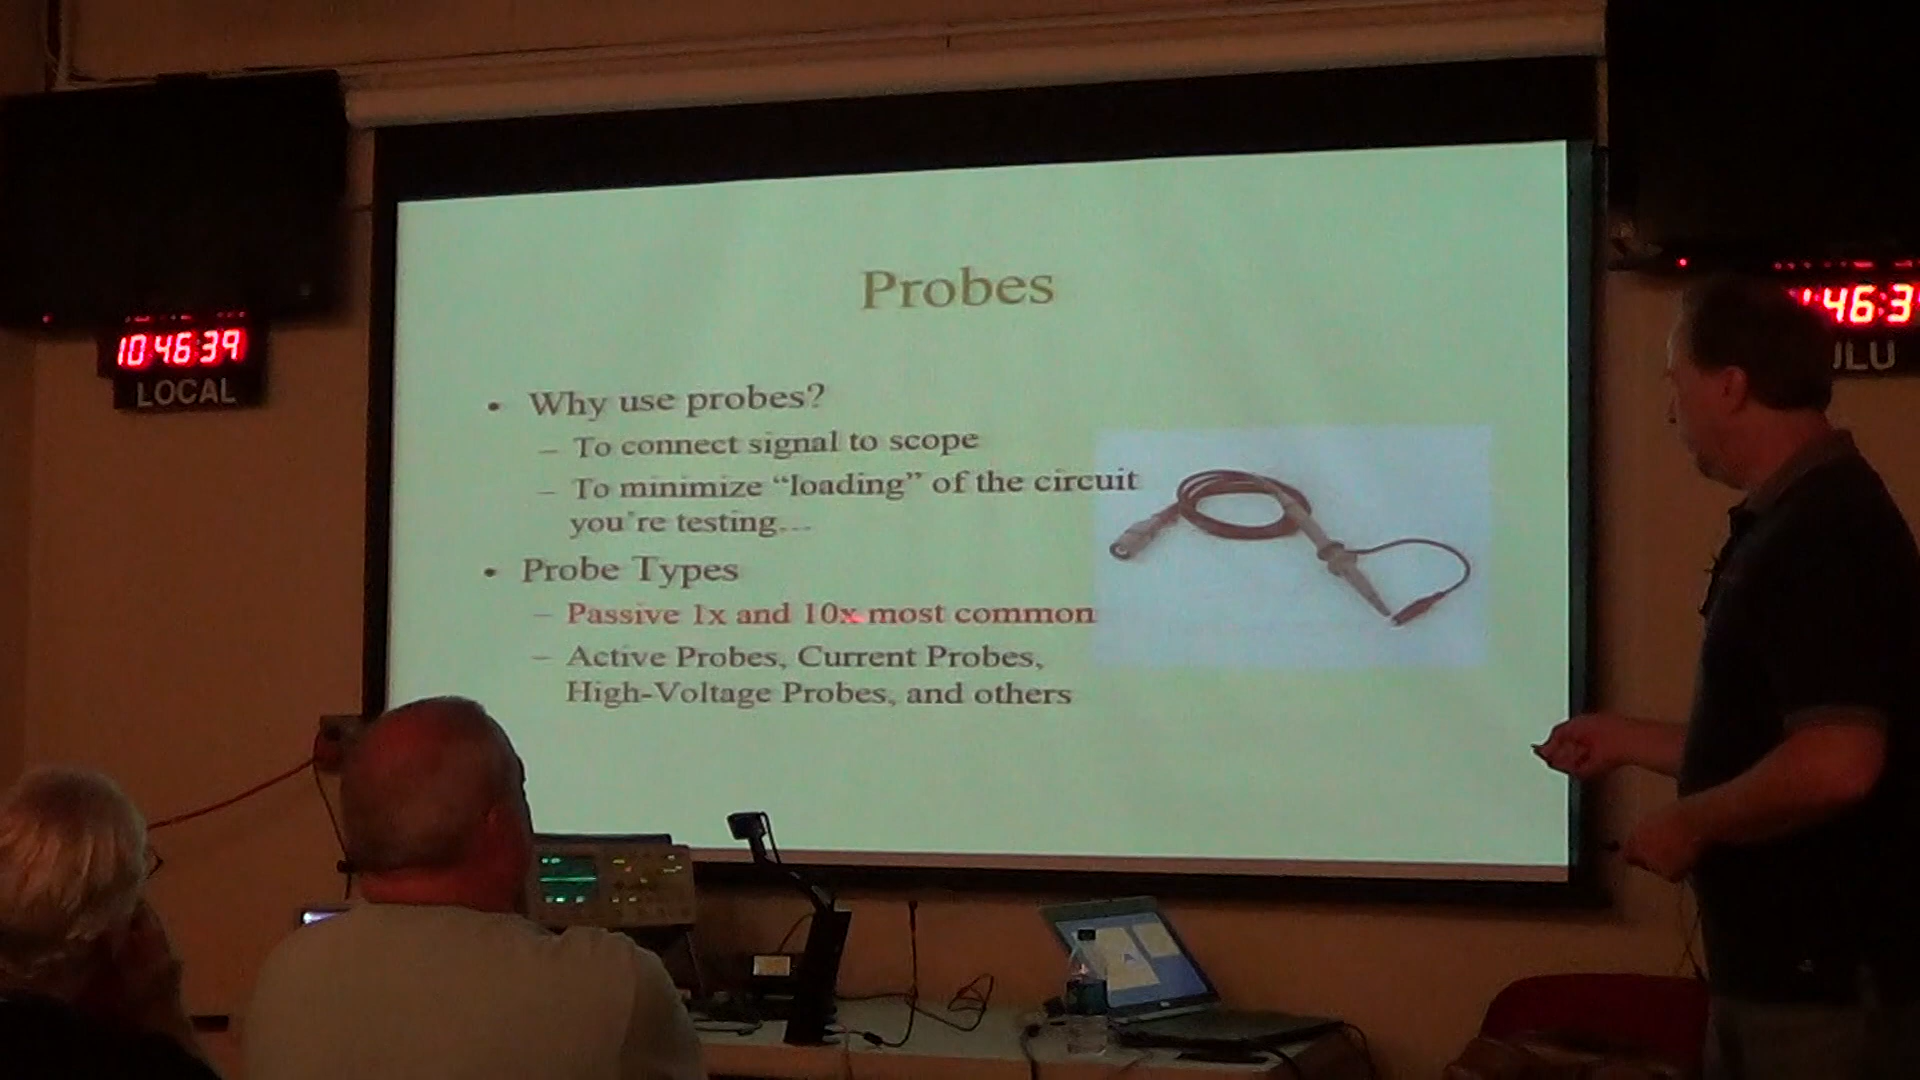 Probes
• Why use probes?
– To connect signal to scope
– To minimize “loading” of the circuit
you're testing...
• Probe Types
– Passive 1x and 10x most common
– Active Probes, Current Probes,
High-Voltage Probes, and others
10:46:39
LOCAL
46:3